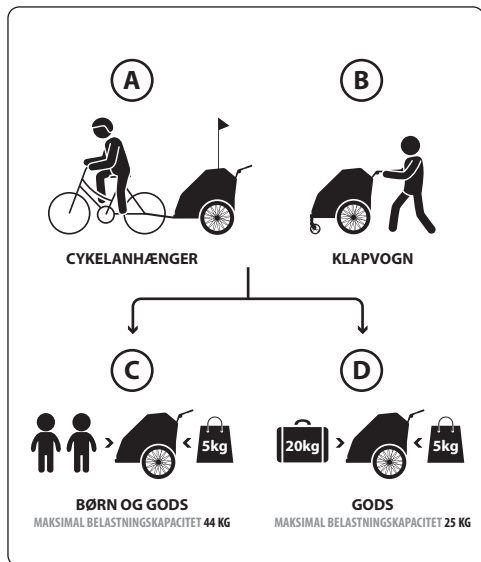 A
B
CYKELANHÆNGER
KLAPVOGN
C
D
5kg
20kg
5kg
BØRN OG GODS
GODS
MAKSIMAL BELASTNINGSKAPACITET 44 KG
MAKSIMAL BELASTNINGSKAPACITET 25 KG